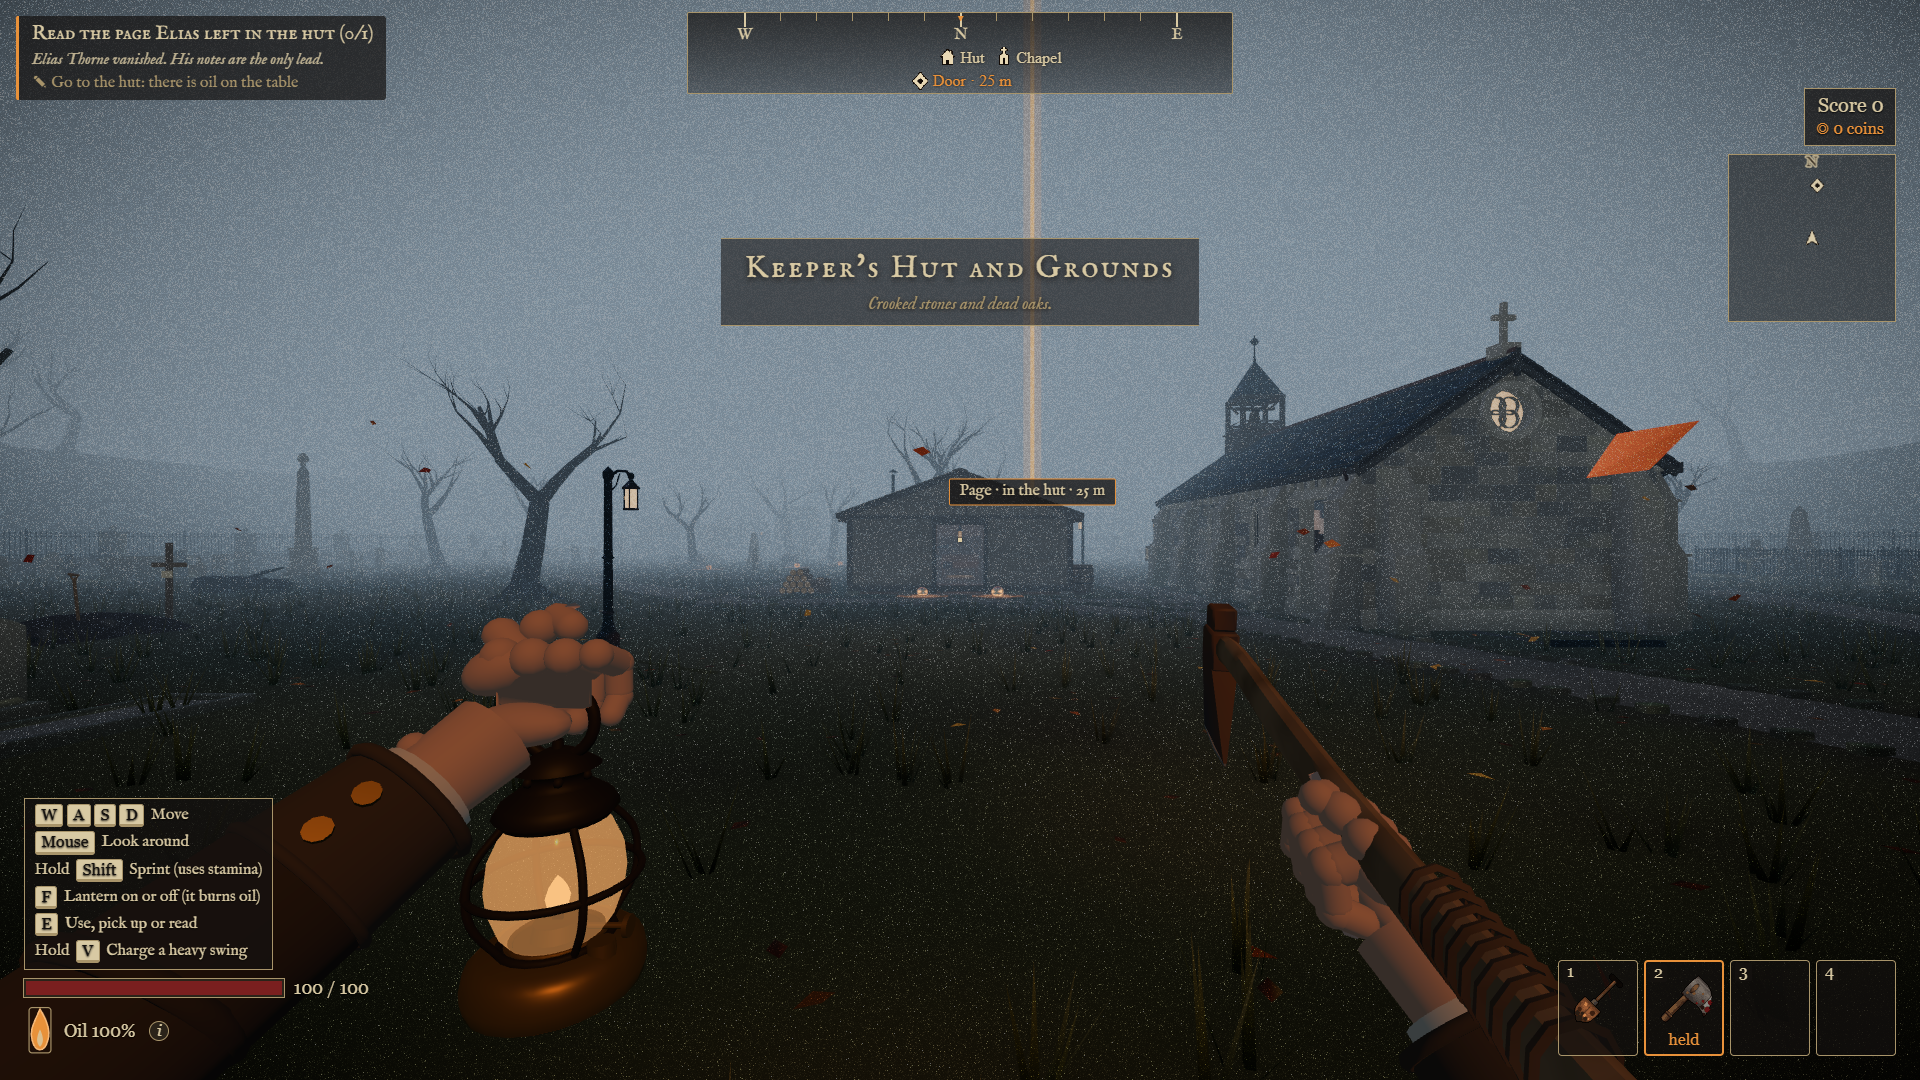 Read the page Elias left in the hut (0/1)
Elias Thorne vanished. His notes are the only lead.
Go to the hut: there is oil on the table
W N E
Hut Chapel
Door · 25 m
Score 0
0 coins
N
Keeper's Hut and Grounds
Crooked stones and dead oaks.
Page · in the hut · 25 m
W A S D Move
Mouse Look around
Hold Shift Sprint (uses stamina)
F Lantern on or off (it burns oil)
E Use, pick up or read
Hold V Charge a heavy swing
100 / 100
Oil 100% i
1 2 3 4
held